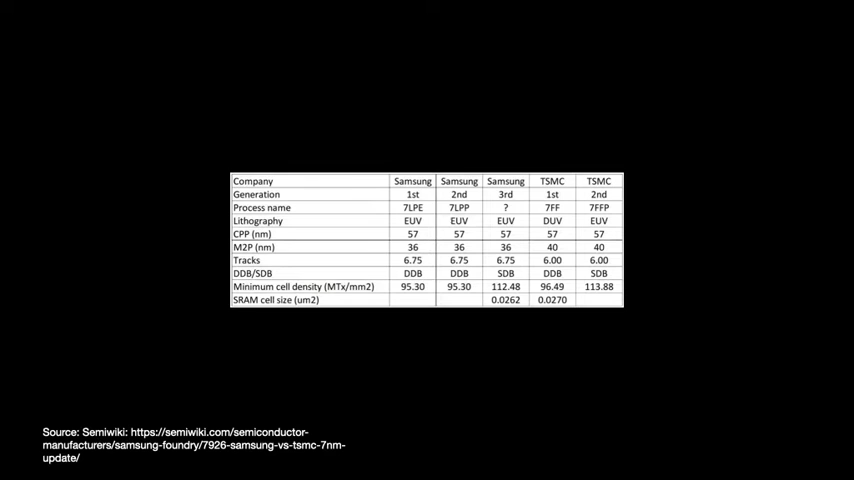 Company Samsung Samsung Samsung TSMC TSMC
Generation 1st 2nd 3rd 1st 2nd
Process name 7LPE 7LPP ? 7FF 7FFP
Lithography EUV EUV EUV DUV EUV
CPP (nm) 57 57 57 57 57
M2P (nm) 36 36 36 40 40
Tracks 6.75 6.75 6.75 6.00 6.00
DDB/SDB DDB DDB SDB DDB SDB
Minimum cell density (MTx/mm2) 95.30 95.30 112.48 96.49 113.88
SRAM cell size (um2) 0.0262 0.0270
Source: Semiwiki: https://semiwiki.com/semiconductor-
manufacturers/samsung-foundry/7926-samsung-vs-tsmc-7nm-
update/